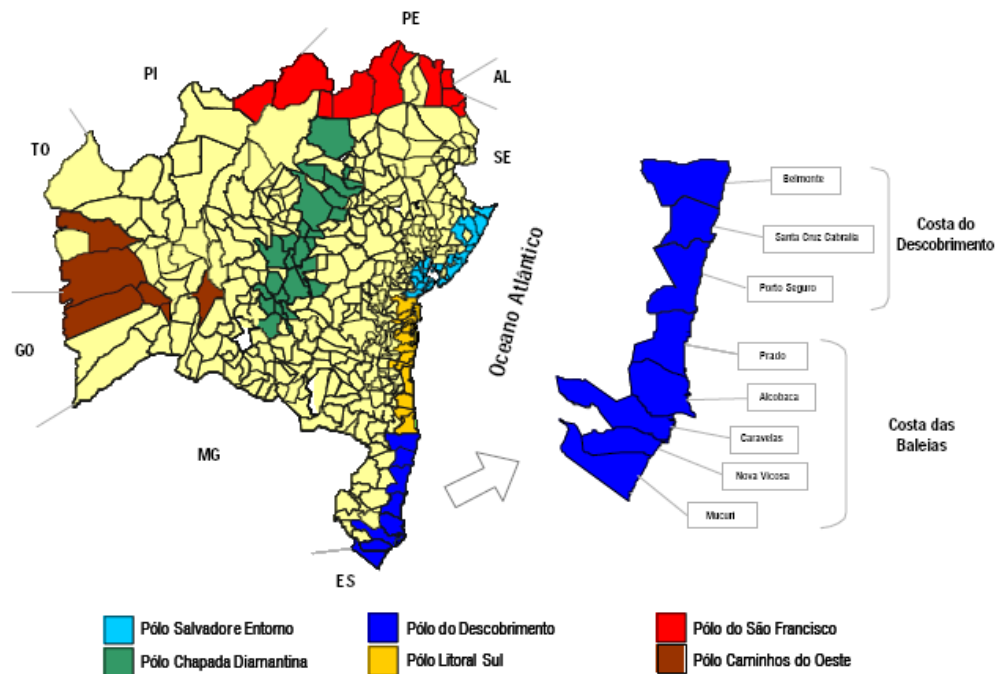 PE
PI
AL
TO
SE
Belmonte
Santa Cruz Cabralia
Costa do
Descobrimento
Porto Seguro
Oceano Atlântico
GO
Prado
Alcobaca
Costa das
Baleias
Caravelas
MG
Nova Vicosa
Mucuri
ES
Pólo Salvador e Entorno
Pólo do Descobrimento
Pólo do São Francisco
Pólo Chapada Diamantina
Pólo Litoral Sul
Pólo Caminhos do Oeste